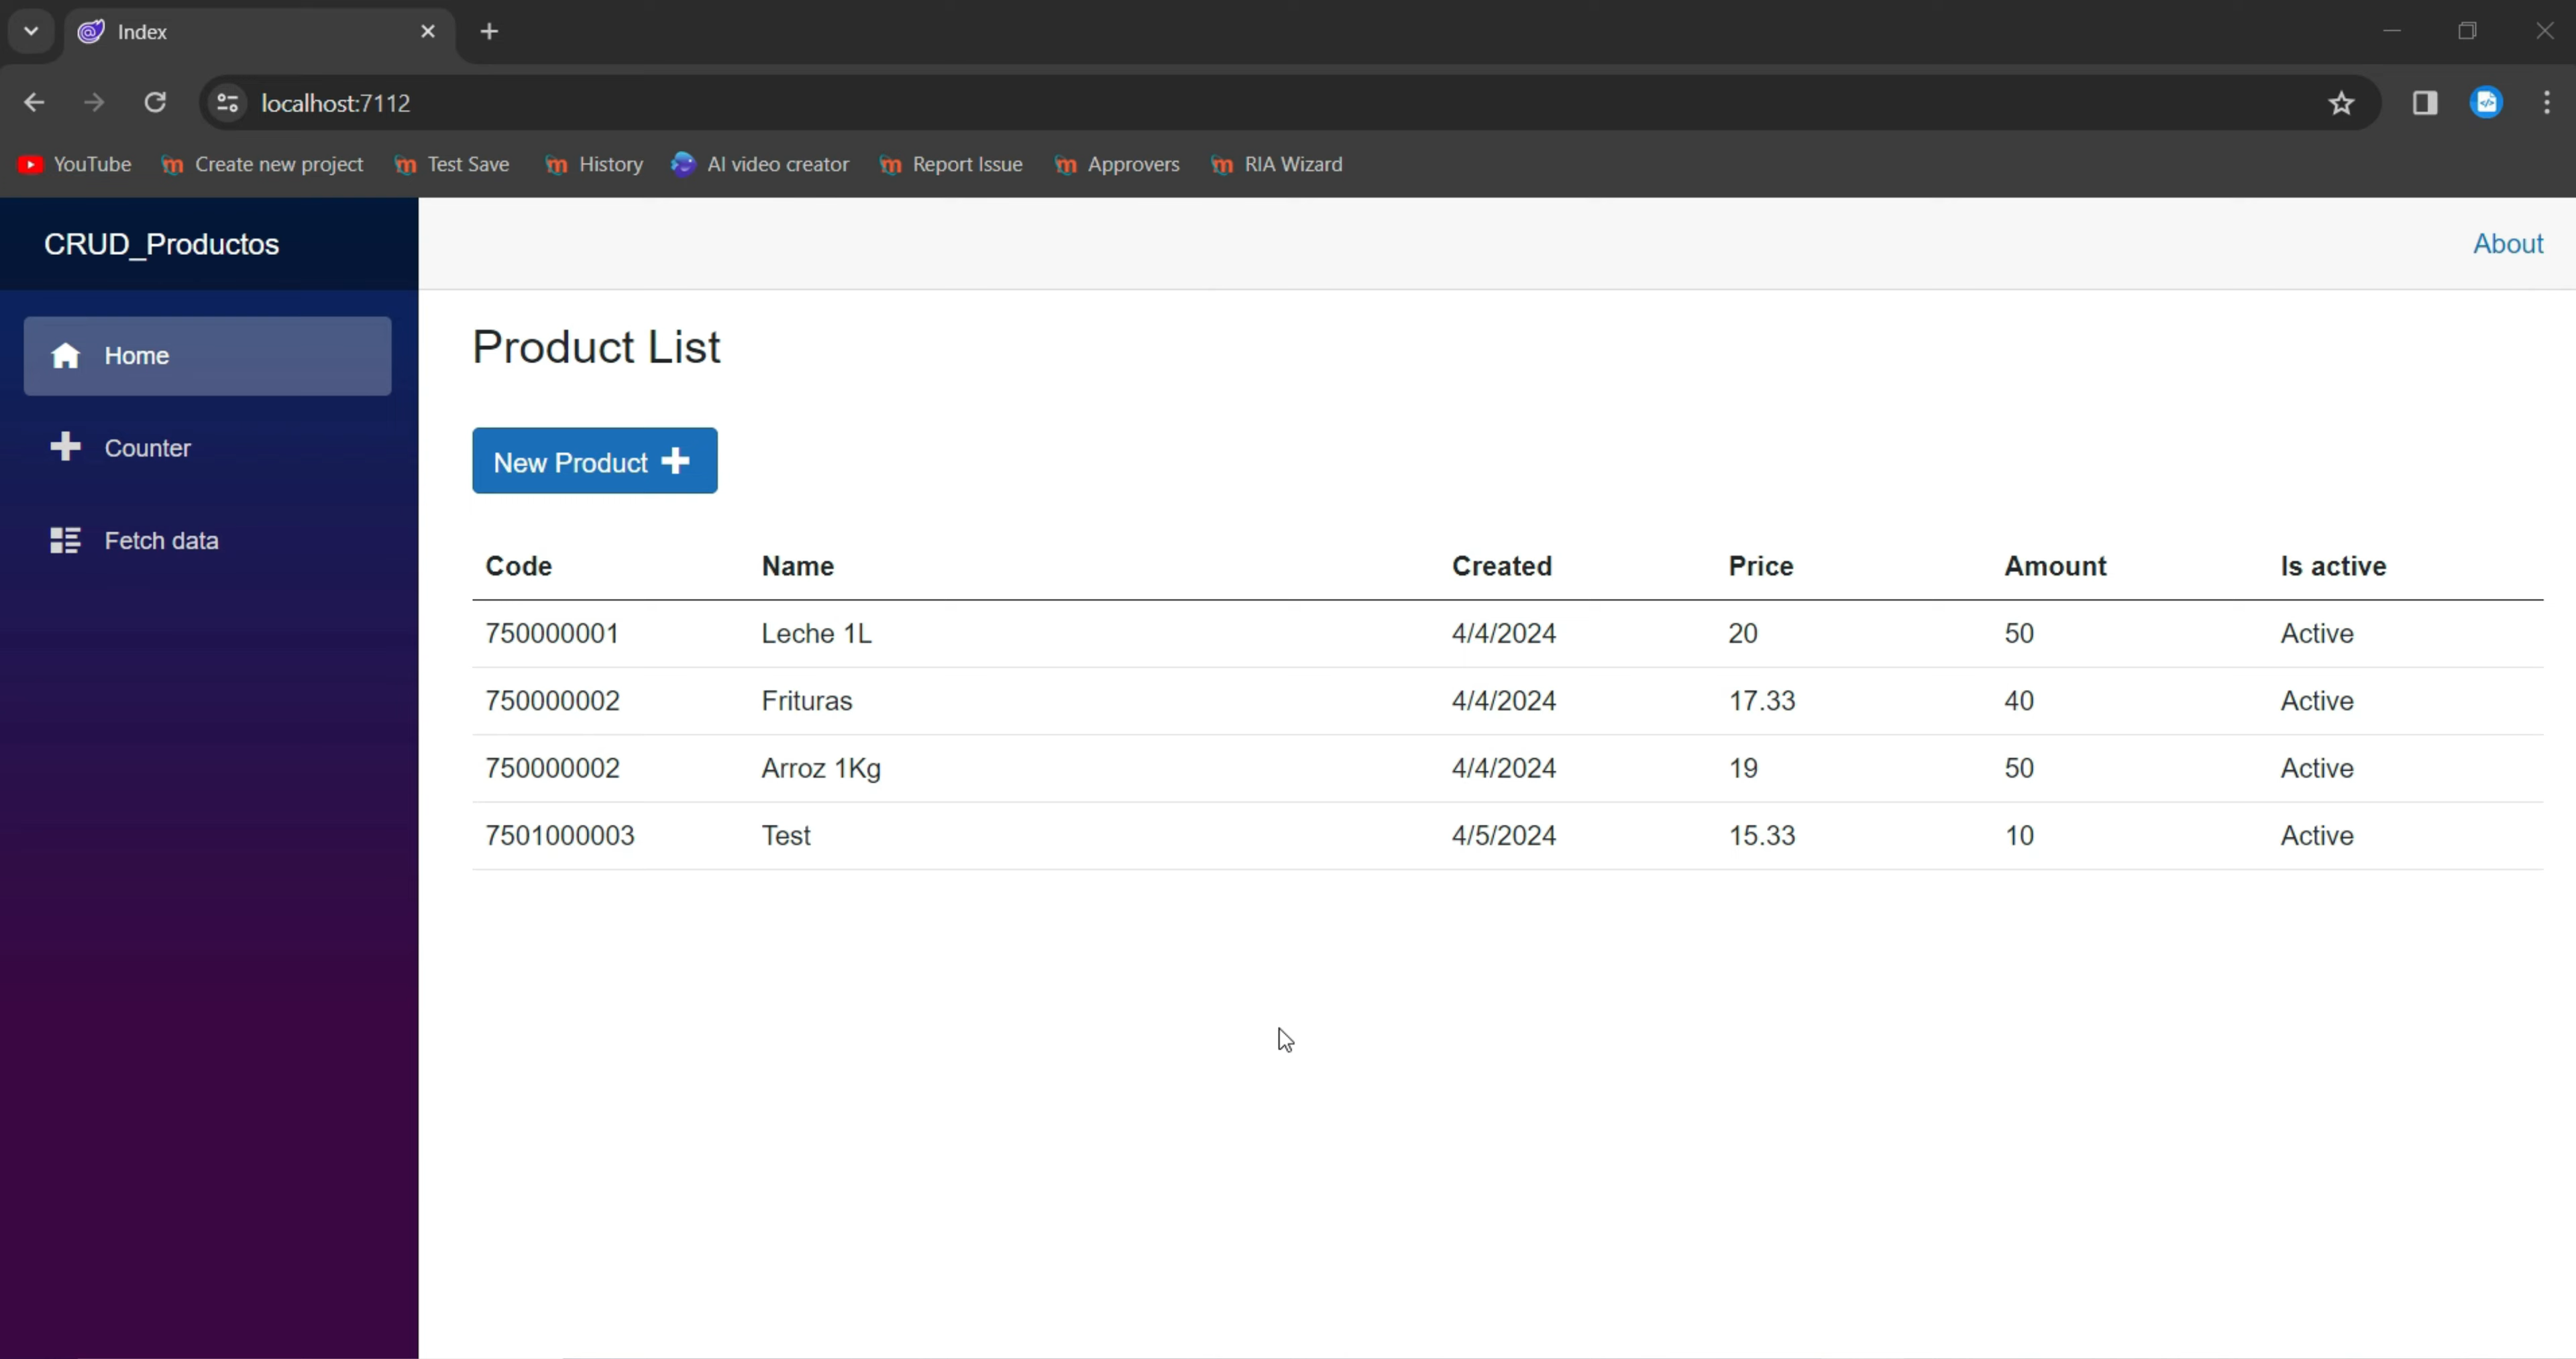 Index
localhost:7112
YouTube Create new project Test Save History AI video creator Report Issue Approvers RIA Wizard
CRUD_Productos
About
Home
Counter
Fetch data
Product List
New Product
Code Name Created Price Amount Is active
750000001 Leche 1L 4/4/2024 20 50 Active
750000002 Frituras 4/4/2024 17.33 40 Active
750000002 Arroz 1Kg 4/4/2024 19 50 Active
7501000003 Test 4/5/2024 15.33 10 Active